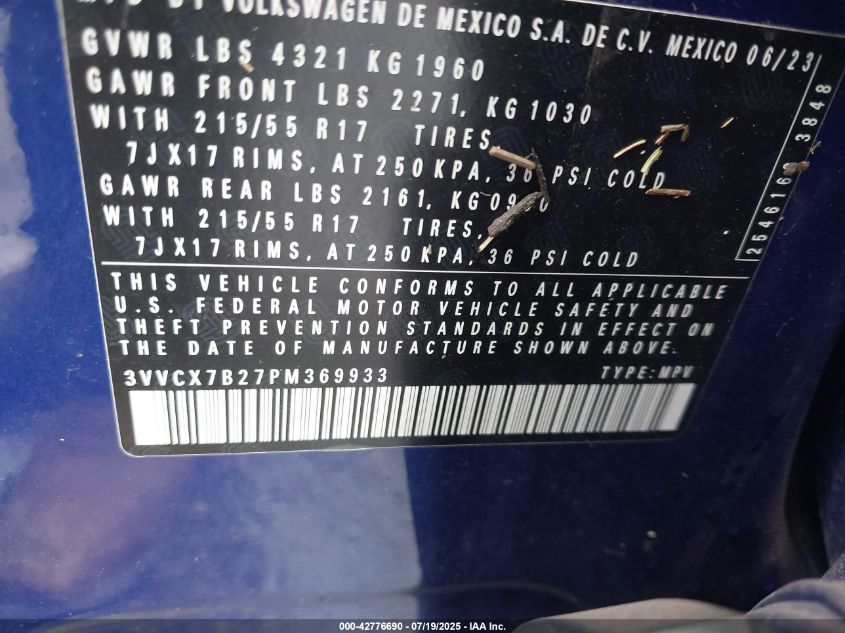 BY VOLKSWAGEN DE MEXICO S.A. DE C.V. MEXICO 06/23
GVWR LBS 4321 KG 1960
GAWR FRONT LBS 2271, KG 1030
WITH 215/55 R17 TIRES,
7JX17 RIMS, AT 250 KPA, 36 PSI COLD
GAWR REAR LBS 2161,
WITH 215/55 R17 TIRES,
7JX17 RIMS, AT 250 KPA, 36 PSI COLD
THIS VEHICLE CONFORMS TO ALL APPLICABLE
U.S. FEDERAL MOTOR VEHICLE SAFETY AND
THEFT PREVENTION STANDARDS IN EFFECT ON
THE DATE OF MANUFACTURE SHOWN ABOVE.
3VVCX7B27PM369933 TYPE: MPV
3848
000-42776690 - 07/19/2025 - IAA Inc.